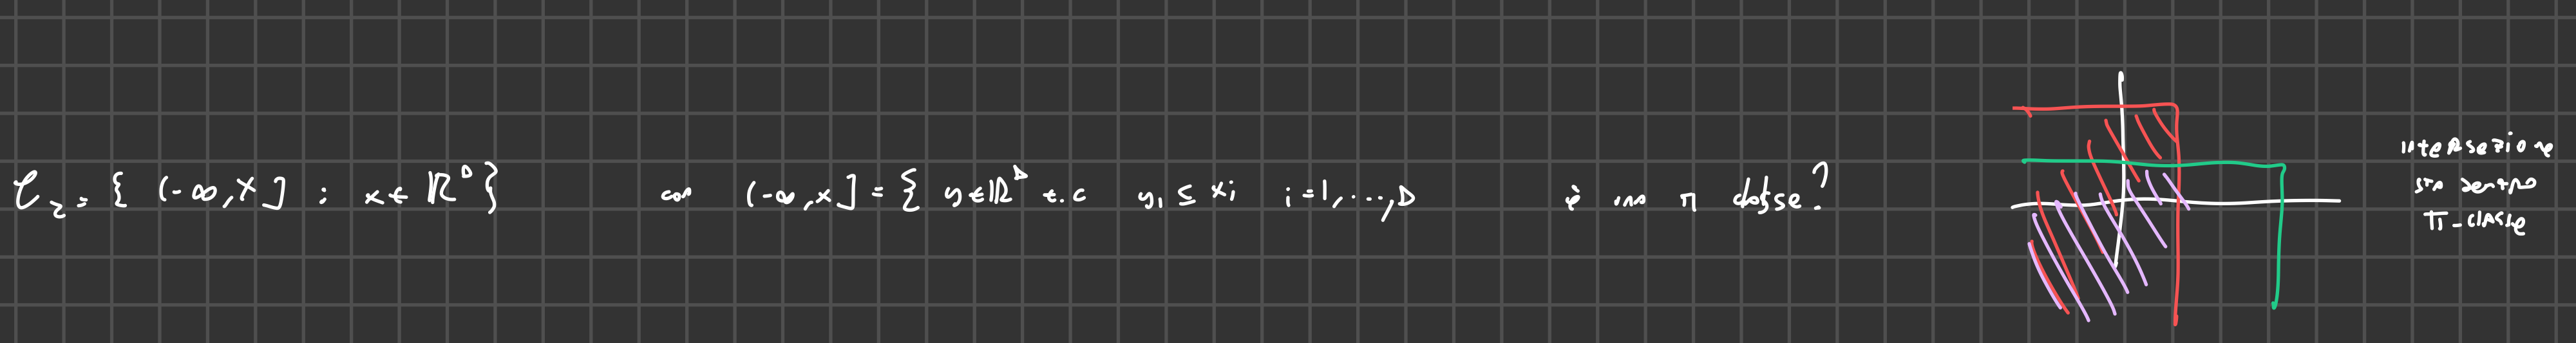 C₂ = { (-∞, x] : x ∈ ℝᴰ } con (-∞, x] = { y ∈ ℝᴰ t.c yᵢ ≤ xᵢ i=1,...,D è una π classe?
intersezione
sta dentro
π-classe